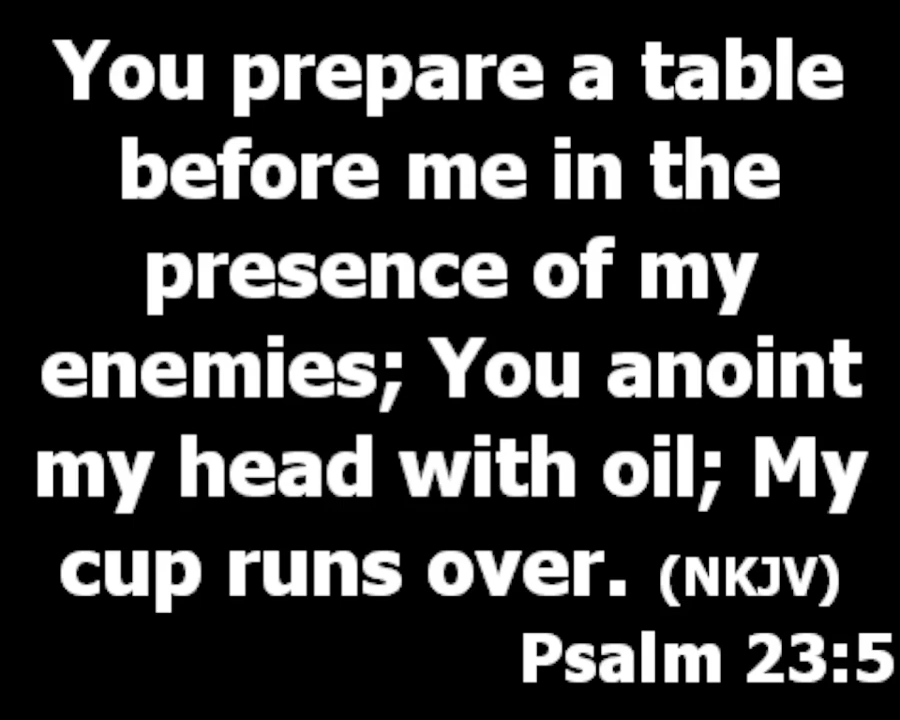 You prepare a table
before me in the
presence of my
enemies; You anoint
my head with oil; My
cup runs over. (NKJV)
Psalm 23:5